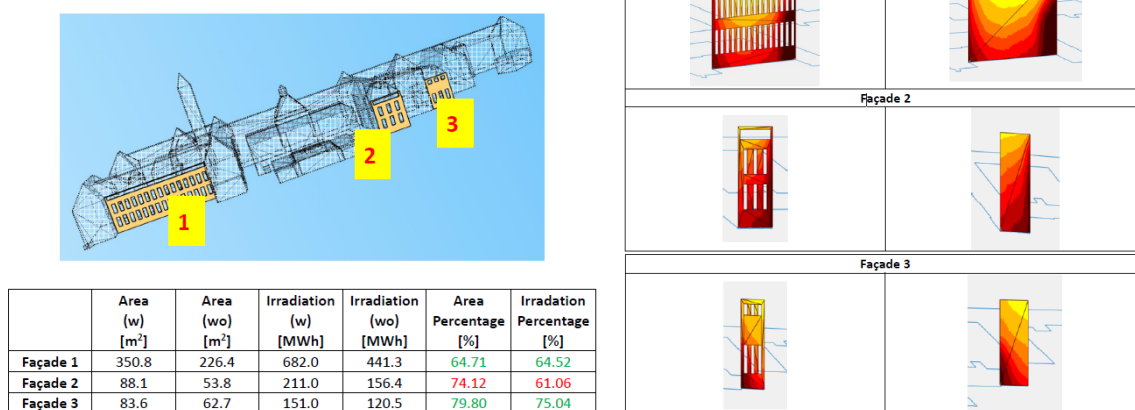 1
2
3
Area (w) [m²] Area (wo) [m²] Irradiation (w) [MWh] Irradiation (wo) [MWh] Area Percentage [%] Irradation Percentage [%]
Façade 1 350.8 226.4 682.0 441.3 64.71 64.52
Façade 2 88.1 53.8 211.0 156.4 74.12 61.06
Façade 3 83.6 62.7 151.0 120.5 79.80 75.04
Façade 2
Façade 3